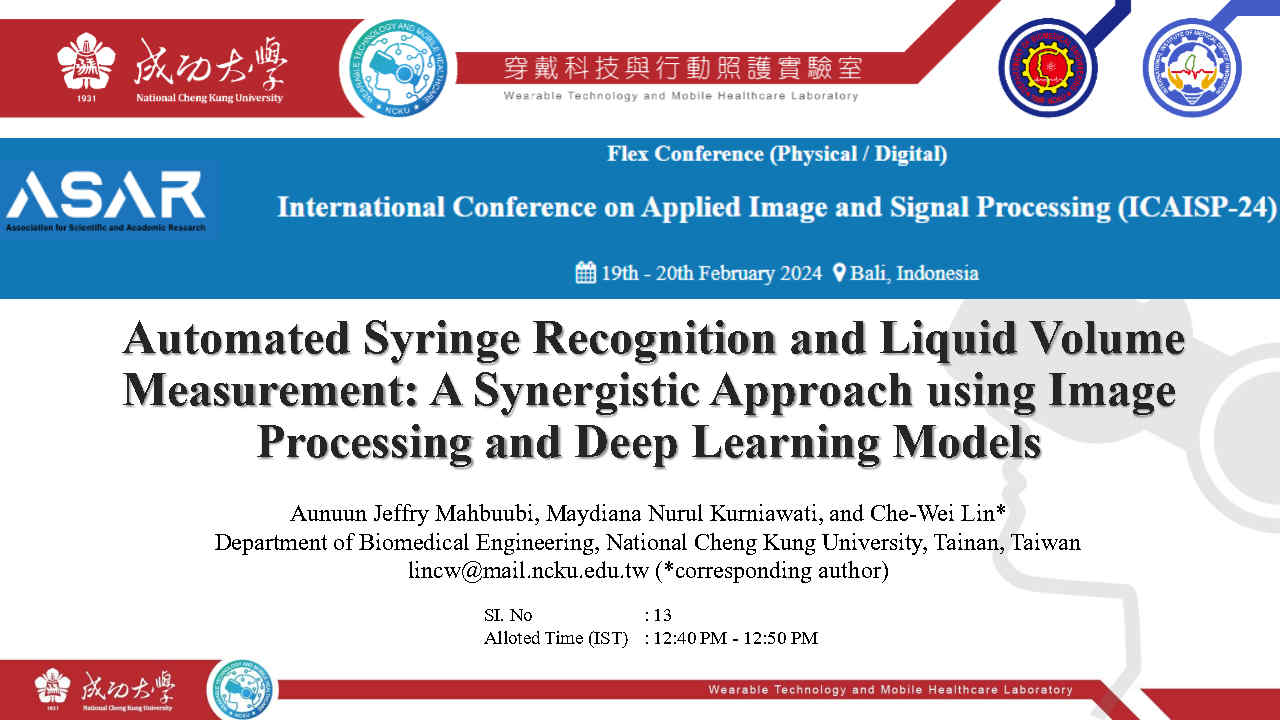 成功大學
1931
National Cheng Kung University
WEARABLE TECHNOLOGY AND MOBILE HEALTHCARE
NCKU
穿戴科技與行動照護實驗室
Wearable Technology and Mobile Healthcare Laboratory
Flex Conference (Physical / Digital)
ASAR
Association for Scientific and Academic Research
International Conference on Applied Image and Signal Processing (ICAISP-24)
19th - 20th February 2024 Bali, Indonesia
Automated Syringe Recognition and Liquid Volume
Measurement: A Synergistic Approach using Image
Processing and Deep Learning Models
Aunuun Jeffry Mahbuubi, Maydiana Nurul Kurniawati, and Che-Wei Lin*
Department of Biomedical Engineering, National Cheng Kung University, Tainan, Taiwan
lincw@mail.ncku.edu.tw (*corresponding author)
SI. No : 13
Alloted Time (IST) : 12:40 PM - 12:50 PM
成功大學
1931
National Cheng Kung University
NCKU
Wearable Technology and Mobile Healthcare Laboratory